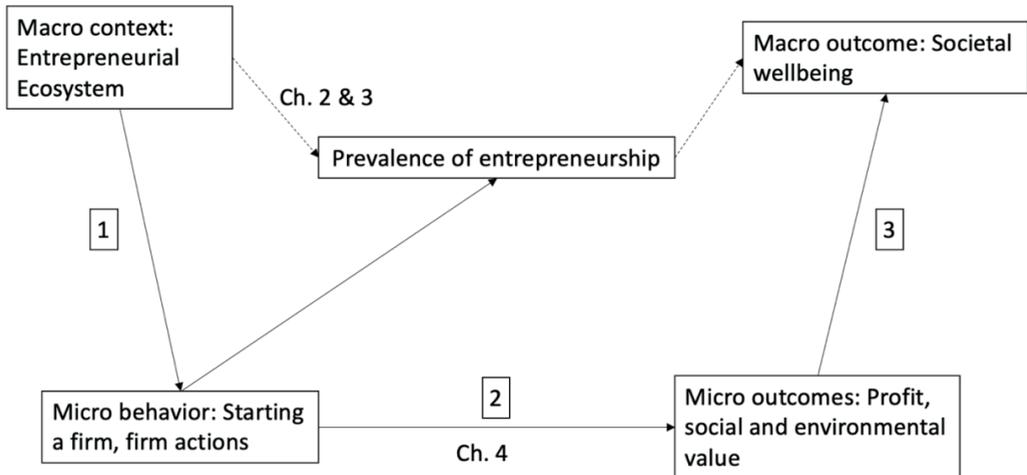 Macro context:
Entrepreneurial
Ecosystem
Macro outcome: Societal
wellbeing
Ch. 2 & 3
Prevalence of entrepreneurship
1
3
2
Micro behavior: Starting
a firm, firm actions
Ch. 4
Micro outcomes: Profit,
social and environmental
value